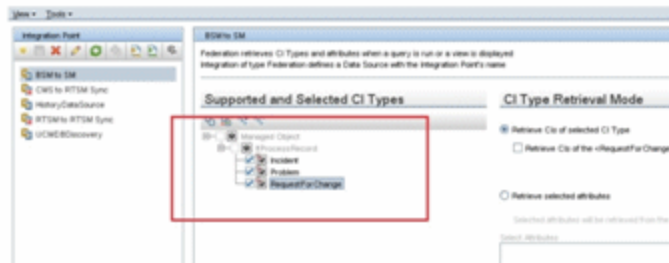 View Tools
Integration Point
BSM to SM
CMS to RTSM Sync
HistoryDataSource
RTSM to RTSM Sync
UCMDBDiscovery
BSM to SM
Federation retrieves CI Types and attributes when a query is run or a view is displayed
Integration of type Federation defines a Data Source with the Integration Point's name
Supported and Selected CI Types
Managed Object
ItProcessRecord
Incident
Problem
RequestForChange
CI Type Retrieval Mode
Retrieve CIs of selected CI Type
Retrieve CIs of the <RequestForChange
Retrieve selected attributes
Selected attributes will be retrieved from the
Select Attributes